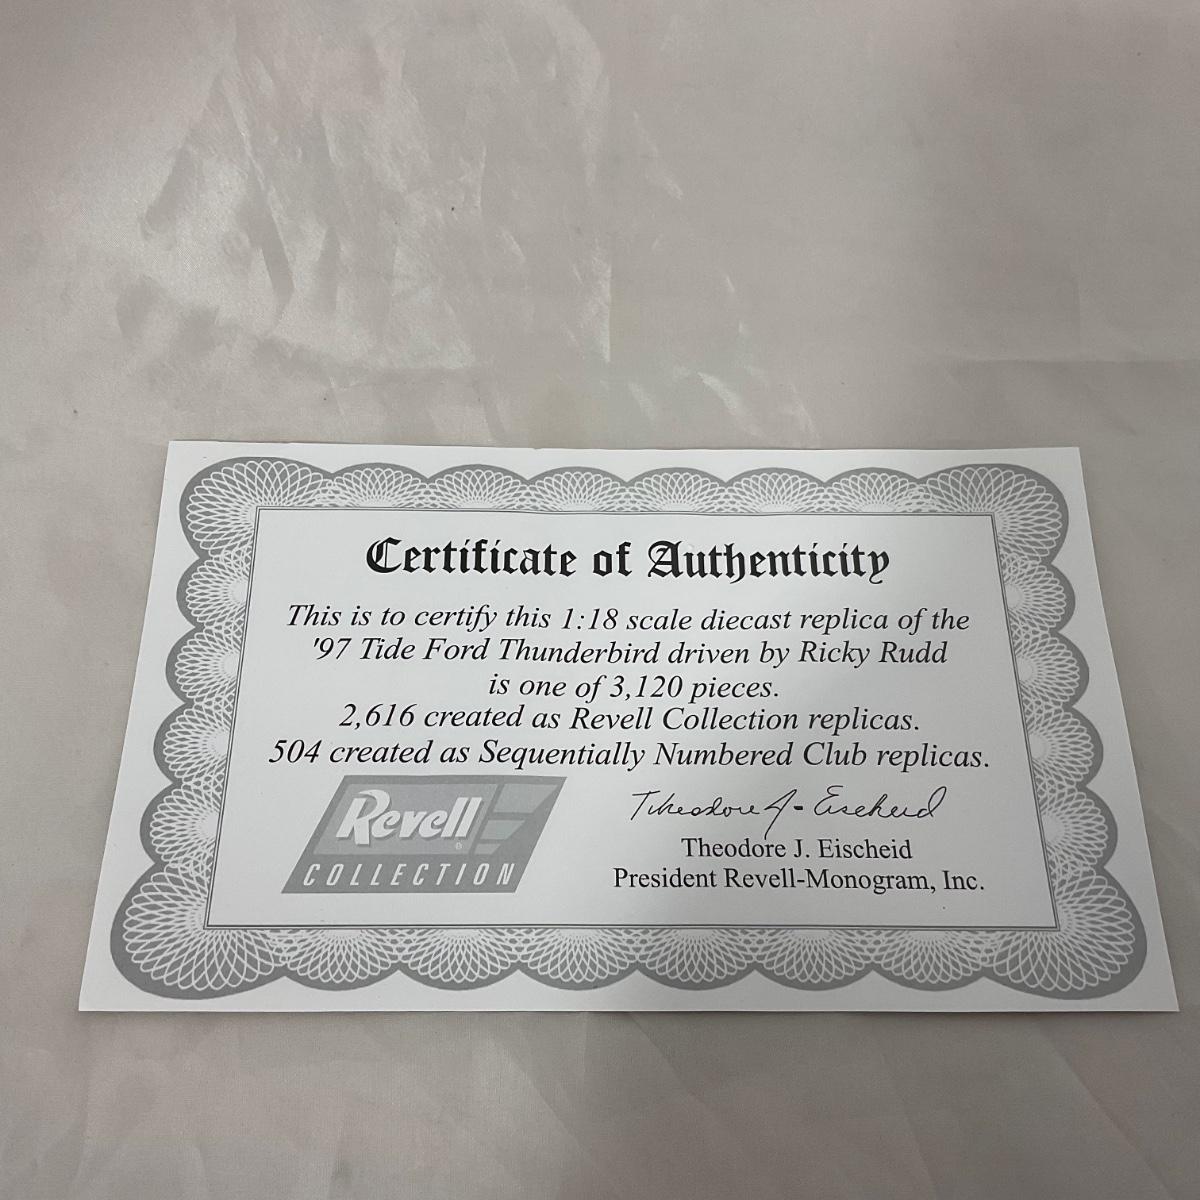 Certificate of Authenticity
This is to certify this 1:18 scale diecast replica of the
'97 Tide Ford Thunderbird driven by Ricky Rudd
is one of 3,120 pieces.
2,616 created as Revell Collection replicas.
504 created as Sequentially Numbered Club replicas.
Revell®
COLLECTION
Theodore J. Eischeid
Theodore J. Eischeid
President Revell-Monogram, Inc.